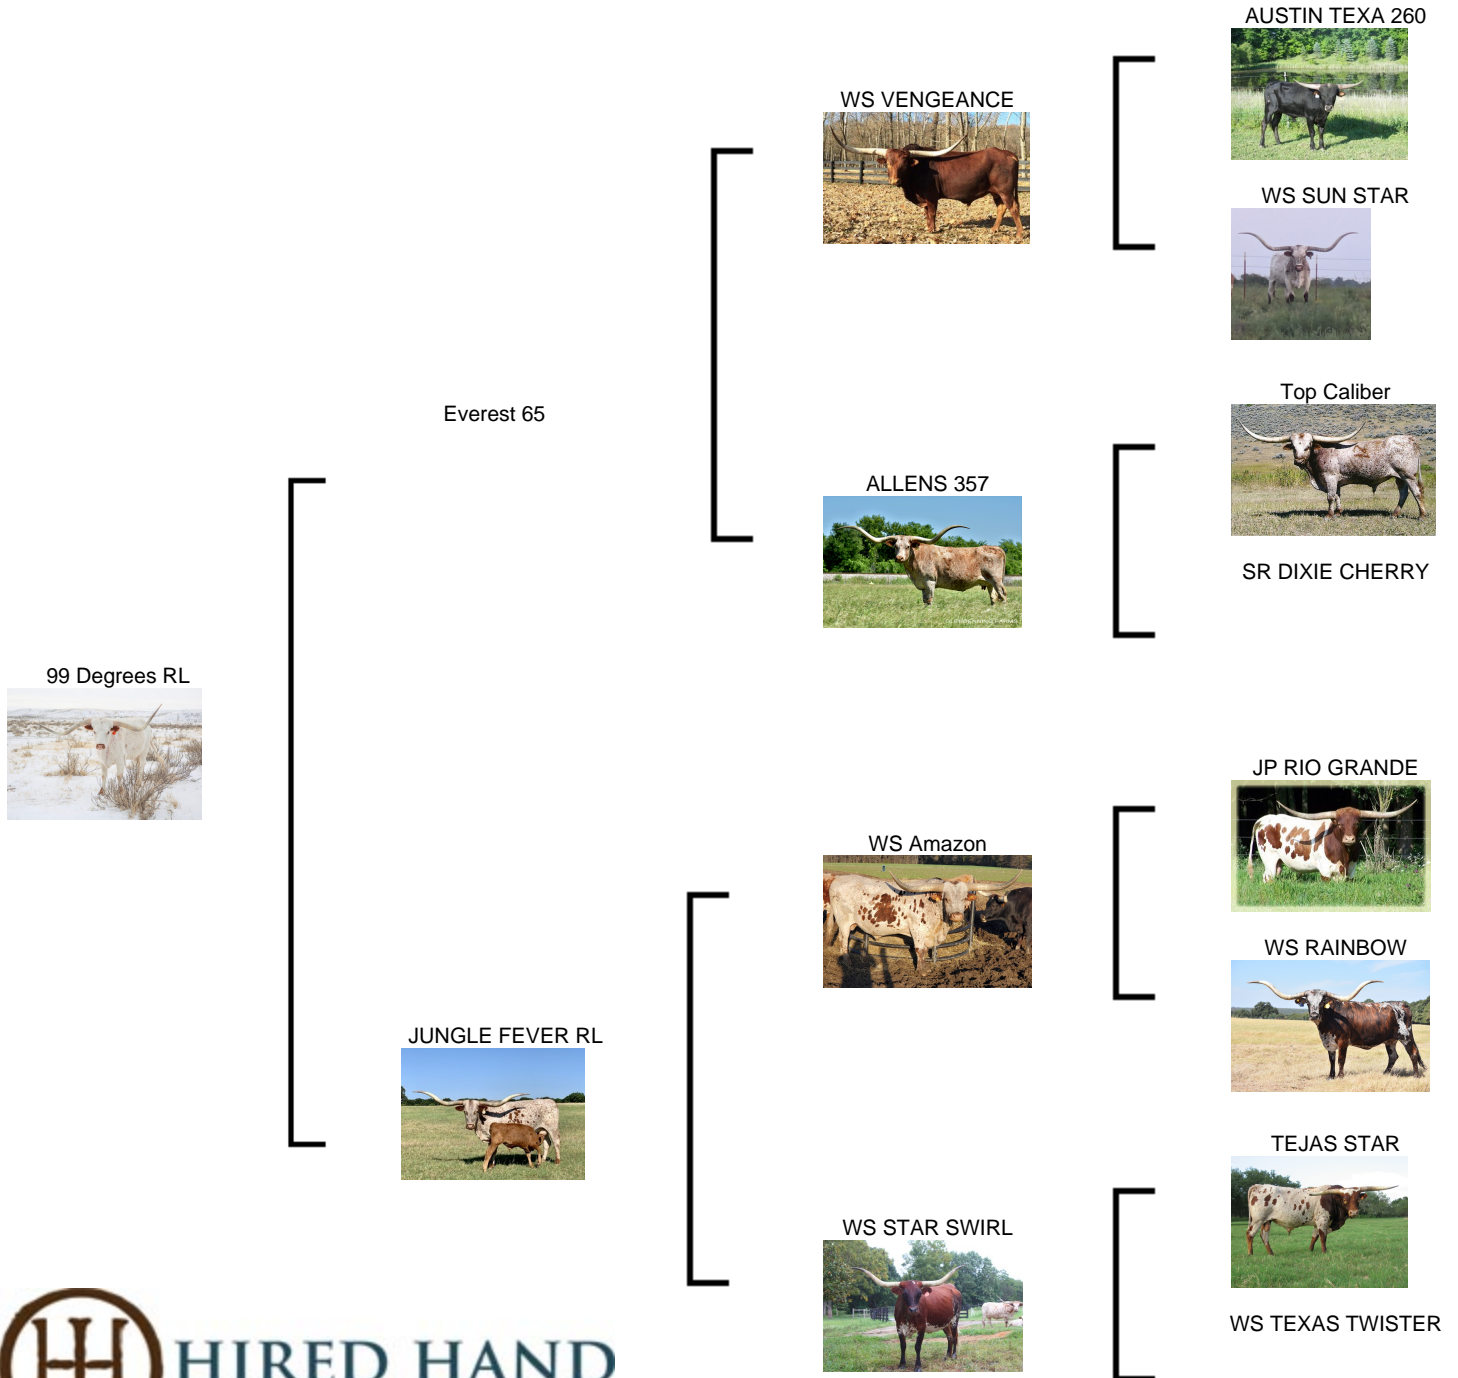 AUSTIN TEXA 260
WS VENGEANCE
WS SUN STAR
Top Caliber
Everest 65
ALLENS 357
SR DIXIE CHERRY
99 Degrees RL
JP RIO GRANDE
WS Amazon
WS RAINBOW
JUNGLE FEVER RL
TEJAS STAR
WS STAR SWIRL
WS TEXAS TWISTER
HIRED HAND